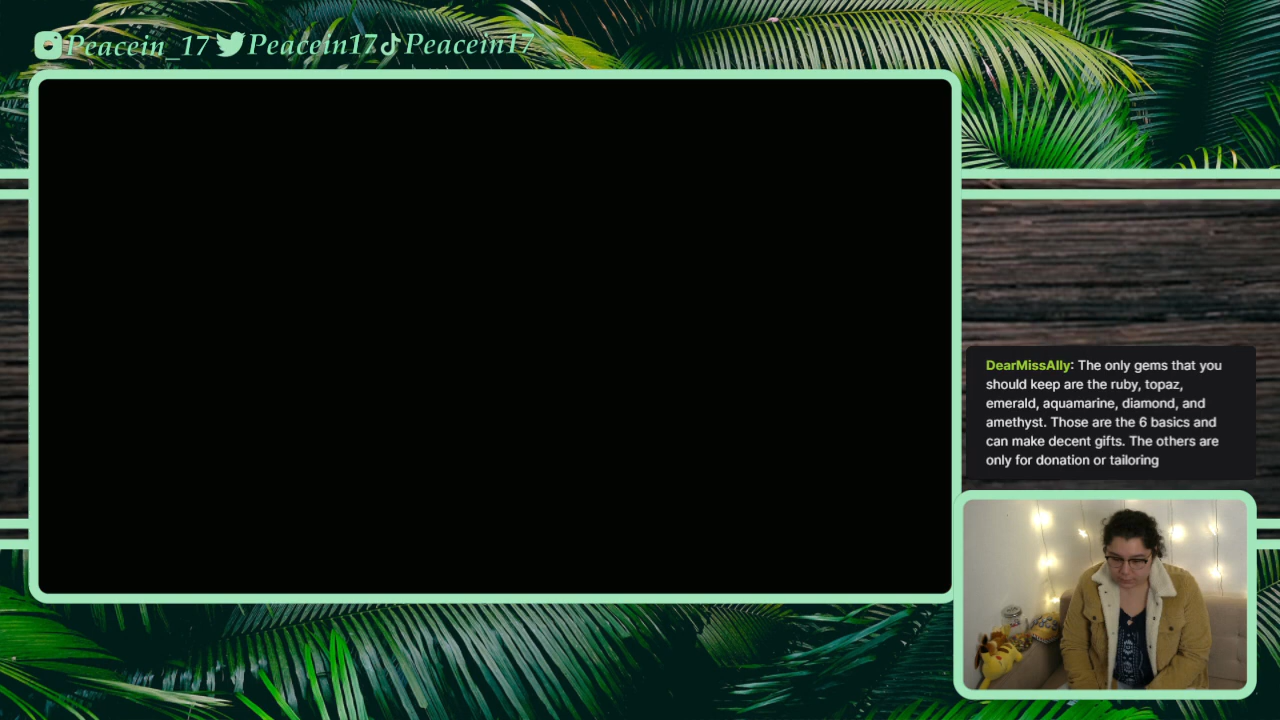 Peacein_17 Peacein17 Peacein17
DearMissAlly: The only gems that you
should keep are the ruby, topaz,
emerald, aquamarine, diamond, and
amethyst. Those are the 6 basics and
can make decent gifts. The others are
only for donation or tailoring